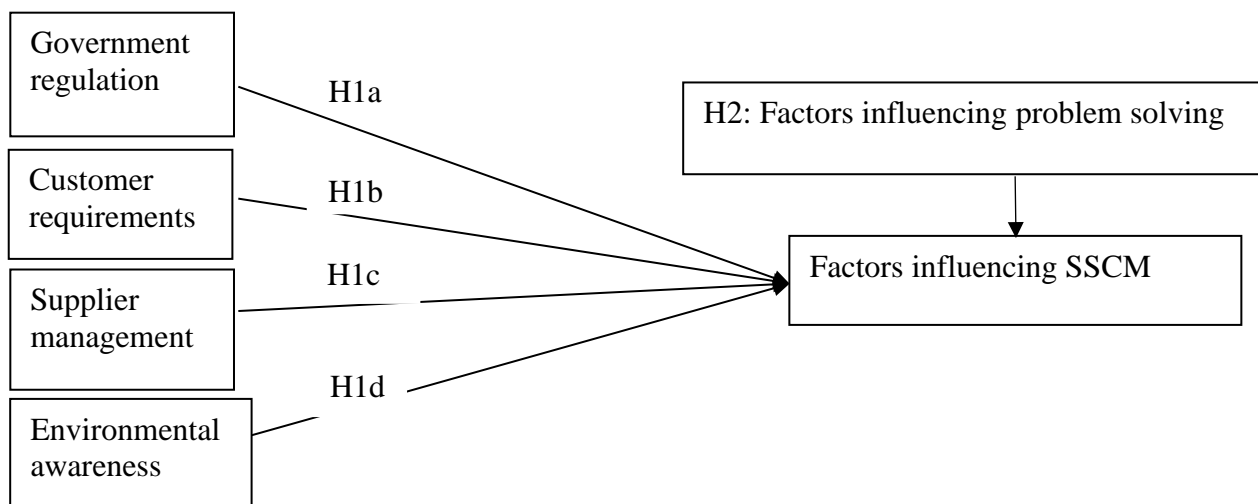 Government
regulation
H1a
H2: Factors influencing problem solving
Customer
requirements
H1b
Factors influencing SSCM
Supplier
management
H1c
Environmental
awareness
H1d